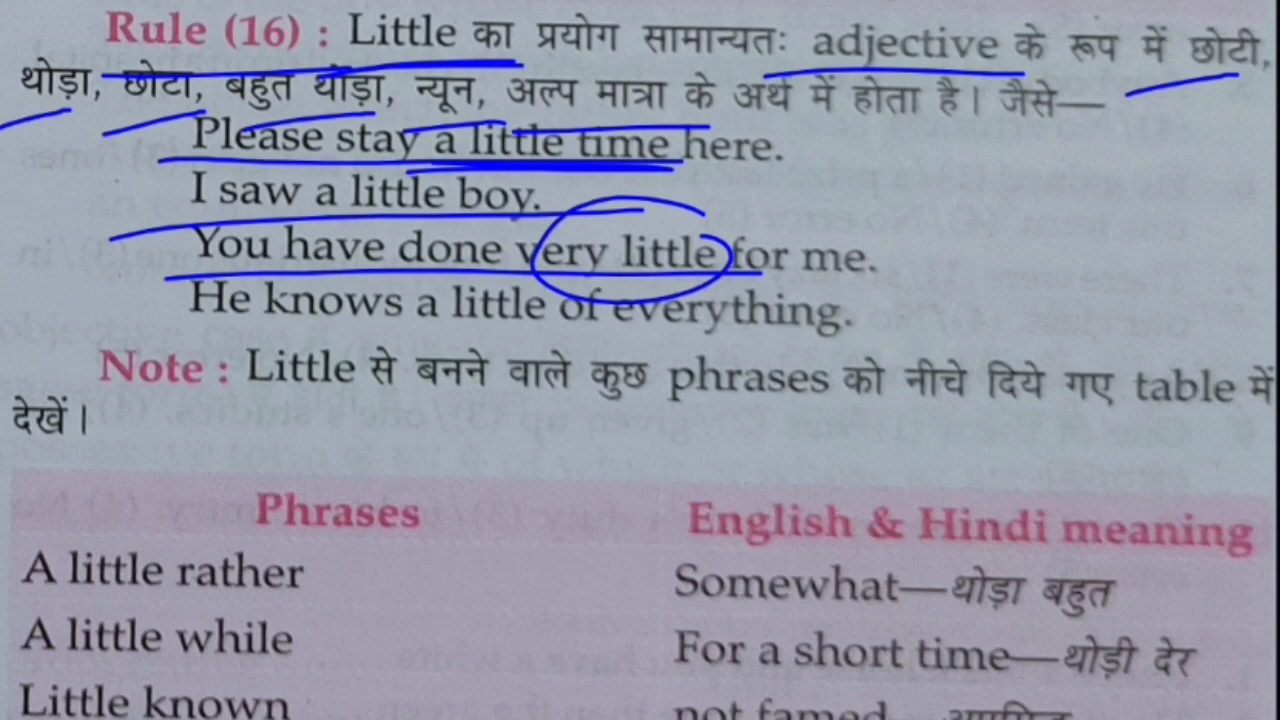 Rule (16) : Little का प्रयोग सामान्यतः adjective के रूप में छोटी,
थोड़ा, छोटा, बहुत थोड़ा, न्यून, अल्प मात्रा के अर्थ में होता है। जैसे—
Please stay a little time here.
I saw a little boy.
You have done very little for me.
He knows a little of everything.
Note : Little से बनने वाले कुछ phrases को नीचे दिये गए table में
देखें।
Phrases English & Hindi meaning
A little rather Somewhat—थोड़ा बहुत
A little while For a short time—थोड़ी देर
Little known not famed—